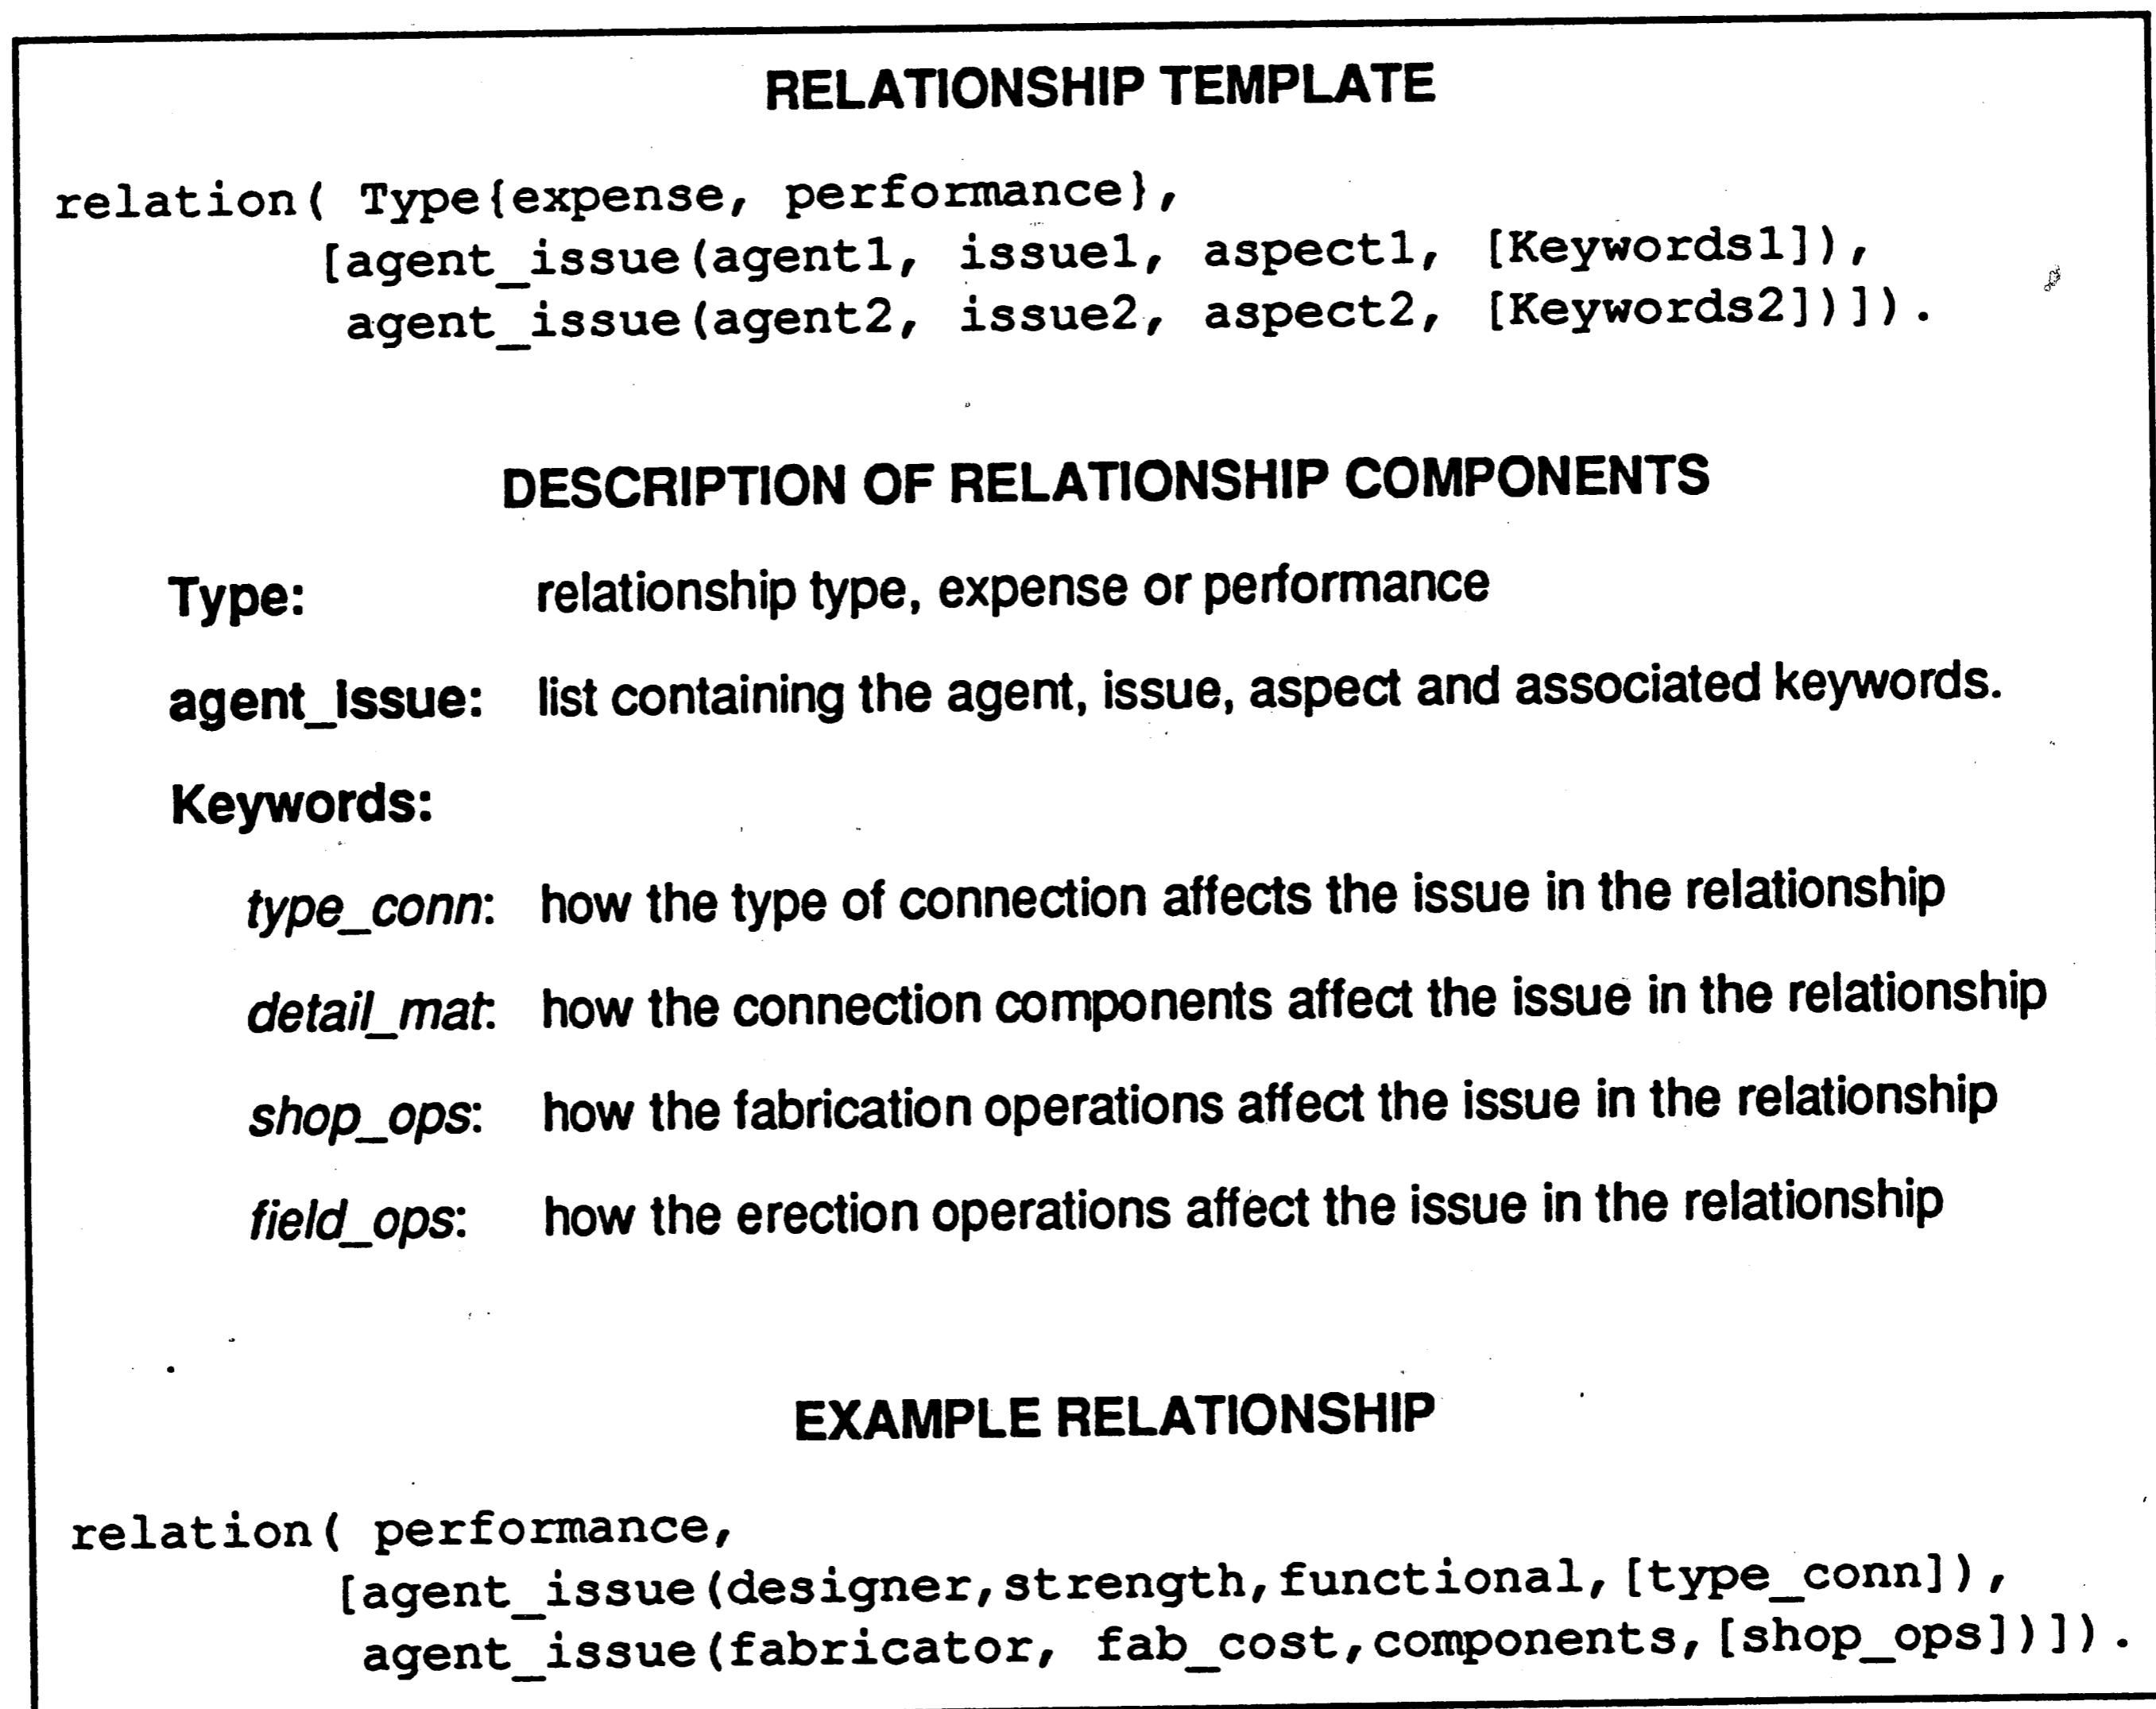 RELATIONSHIP TEMPLATE
relation( Type{expense, performance},
[agent_issue(agent1, issue1, aspect1, [Keywords1]),
agent_issue(agent2, issue2, aspect2, [Keywords2])]).
DESCRIPTION OF RELATIONSHIP COMPONENTS
Type: relationship type, expense or performance
agent_issue: list containing the agent, issue, aspect and associated keywords.
Keywords:
type_conn: how the type of connection affects the issue in the relationship
detail_mat: how the connection components affect the issue in the relationship
shop_ops: how the fabrication operations affect the issue in the relationship
field_ops: how the erection operations affect the issue in the relationship
EXAMPLE RELATIONSHIP
relation( performance,
[agent_issue(designer,strength,functional,[type_conn]),
agent_issue(fabricator, fab_cost,components,[shop_ops])]).